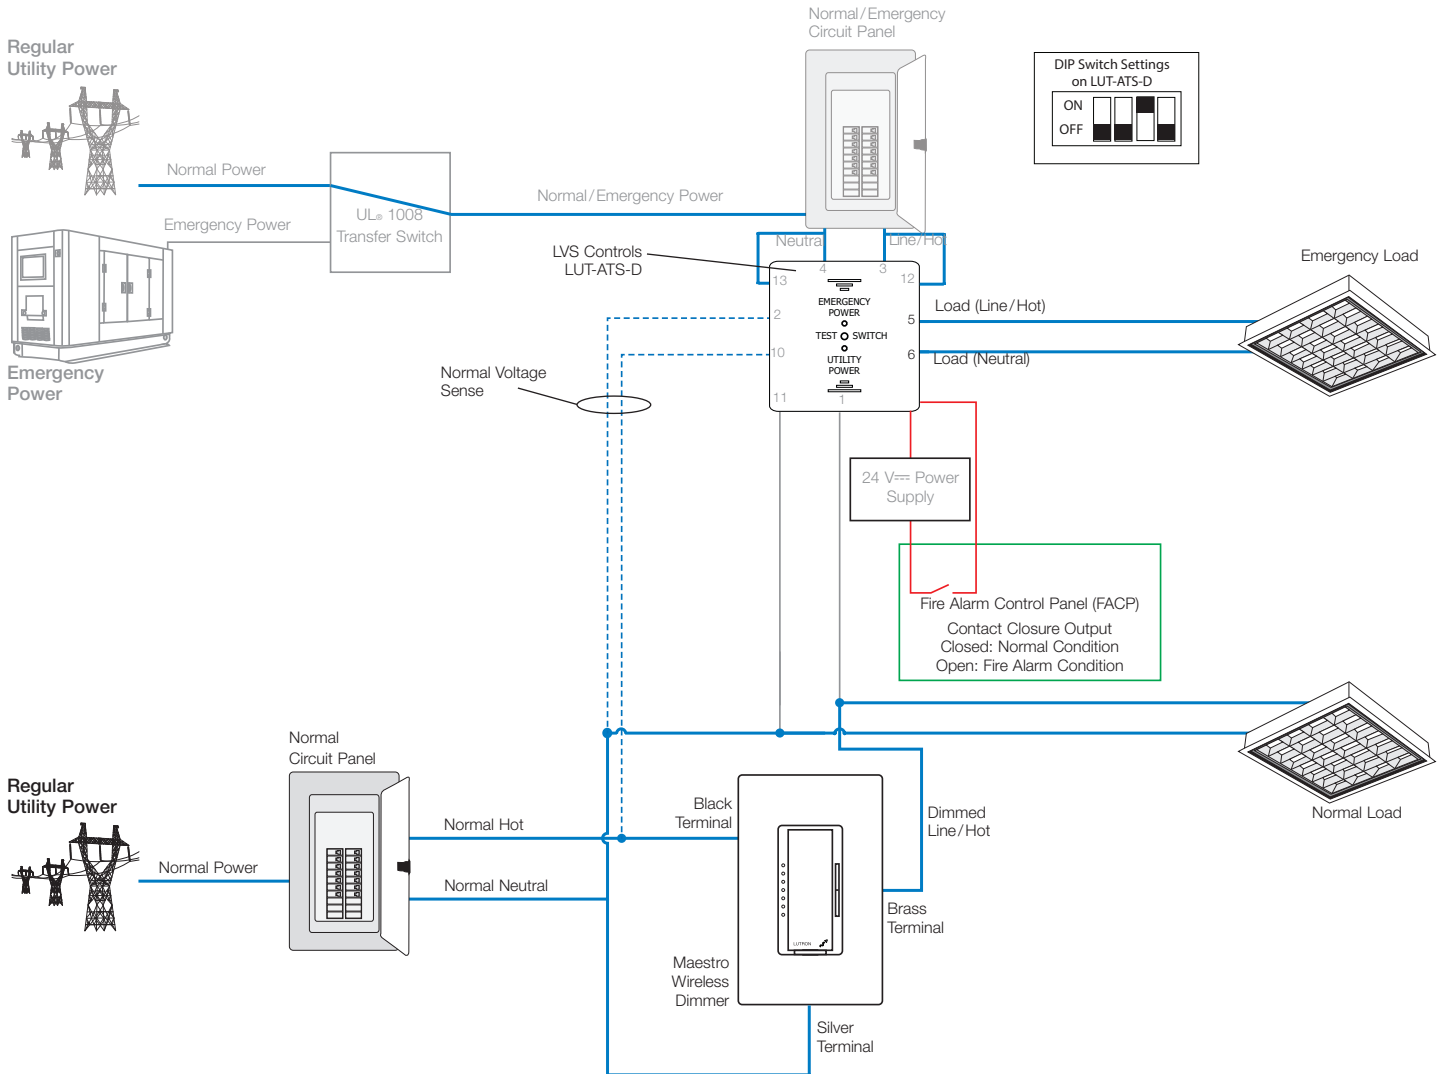 Normal/Emergency
Circuit Panel
Regular
Utility Power
DIP Switch Settings
on LUT-ATS-D
ON
OFF
Normal Power
Normal/Emergency Power
UL® 1008
Transfer Switch
Emergency Power
Neutral
Line/Hot
LVS Controls
LUT-ATS-D
4
3
13
12
Emergency Load
EMERGENCY
POWER
2
5
Load (Line/Hot)
TEST
SWITCH
10
6
Load (Neutral)
UTILITY
POWER
Emergency
Power
Normal Voltage
Sense
11
1
24 V⎓ Power
Supply
Fire Alarm Control Panel (FACP)
Contact Closure Output
Closed: Normal Condition
Open: Fire Alarm Condition
Normal
Circuit Panel
Regular
Utility Power
Normal Load
Black
Terminal
Dimmed
Line/Hot
Normal Hot
Normal Power
Normal Neutral
Brass
Terminal
LUTRON
Maestro
Wireless
Dimmer
Silver
Terminal